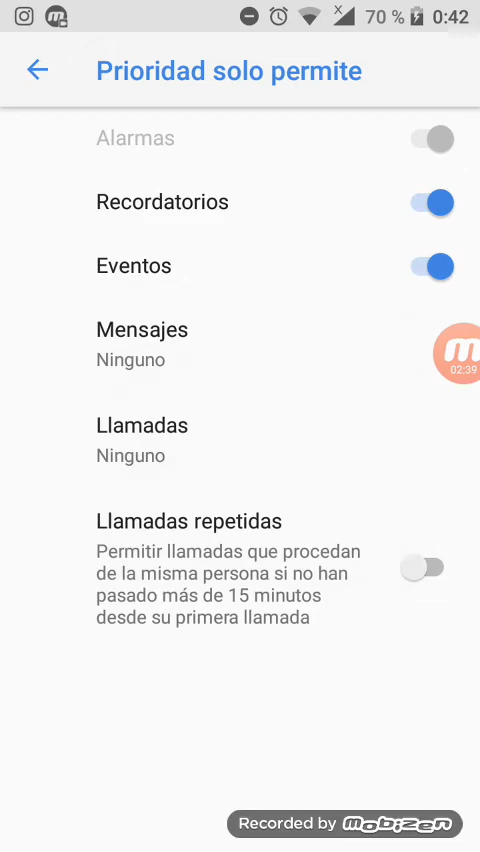 70 % 0:42
Prioridad solo permite
Alarmas
Recordatorios
Eventos
Mensajes
Ninguno
02:39
Llamadas
Ninguno
Llamadas repetidas
Permitir llamadas que procedan
de la misma persona si no han
pasado más de 15 minutos
desde su primera llamada
Recorded by mobizen